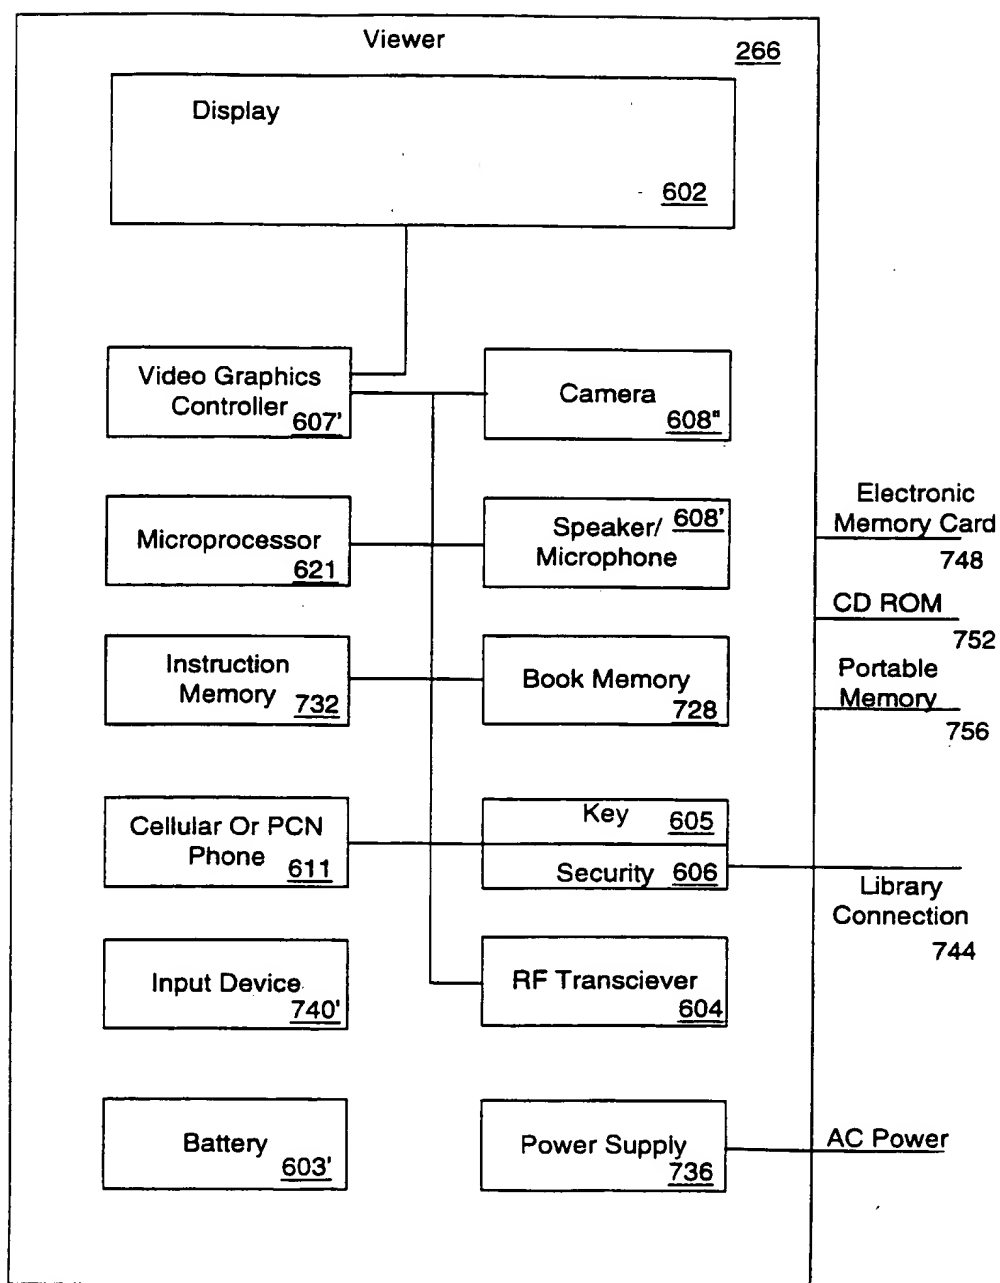 Viewer
266
Display
602
Video Graphics
Controller
607'
Camera
608"
Microprocessor
621
Speaker/
608'
Microphone
Electronic
Memory Card
748
CD ROM
752
Instruction
Memory
732
Book Memory
728
Portable
Memory
756
Cellular Or PCN
Phone
611
Key
605
Security
606
Library
Connection
744
Input Device
740'
RF Transciever
604
Battery
603'
Power Supply
736
AC Power